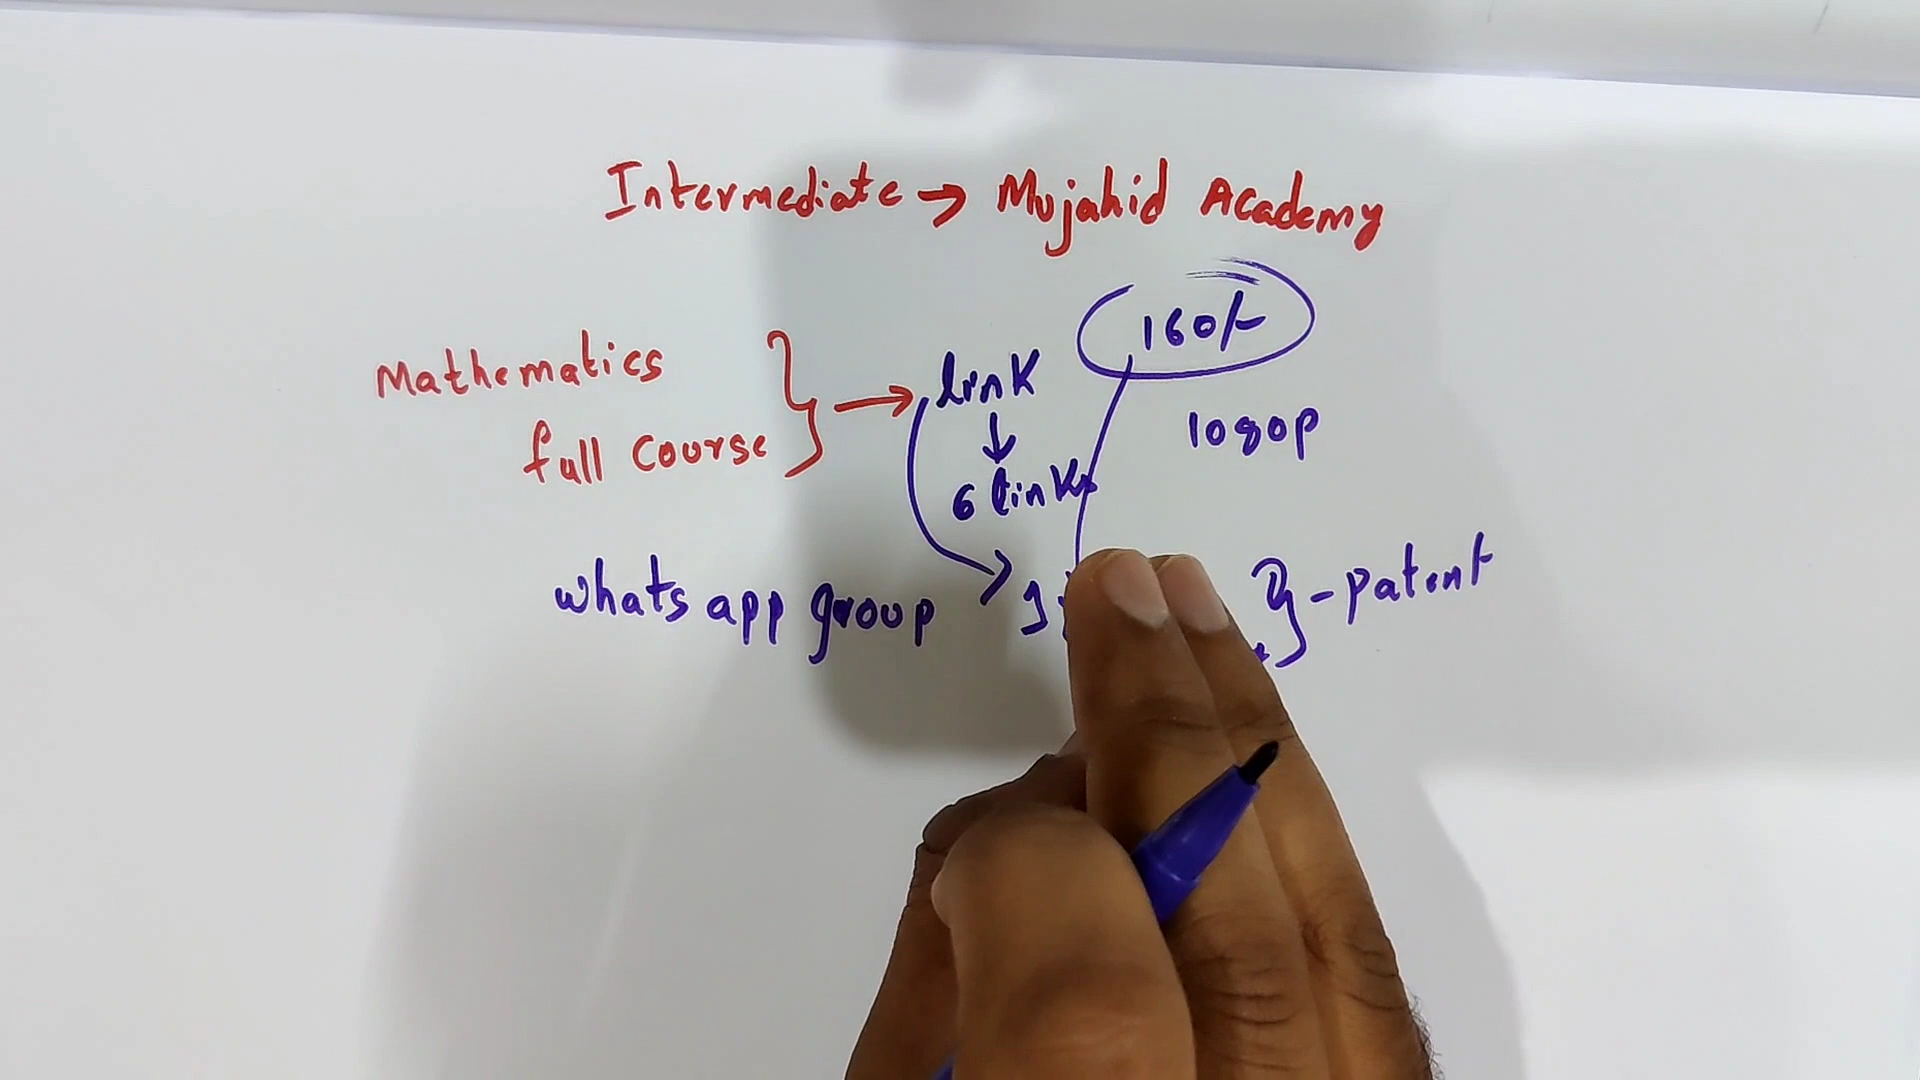 Intermediate → Mujahid Academy
160/-
Mathematics
full course
link
1080p
6 links
whats app group
- patent